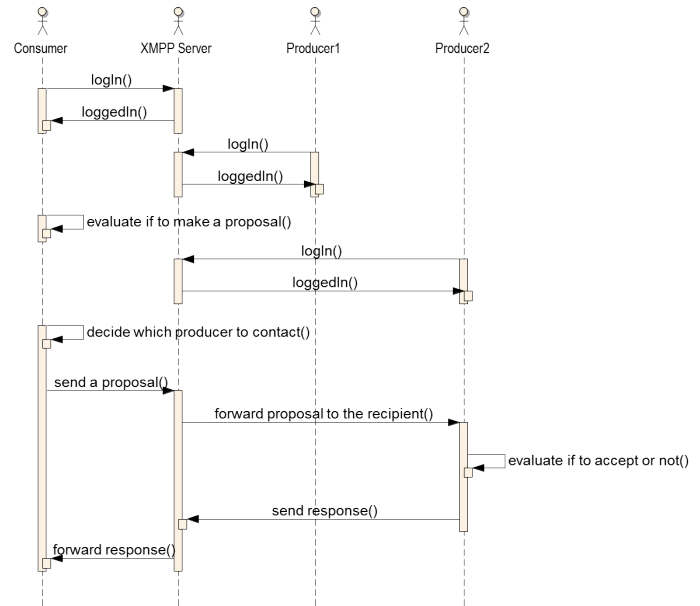 Consumer
XMPP Server
Producer1
Producer2
logIn()
loggedIn()
logIn()
loggedIn()
evaluate if to make a proposal()
logIn()
loggedIn()
decide which producer to contact()
send a proposal()
forward proposal to the recipient()
evaluate if to accept or not()
send response()
forward response()